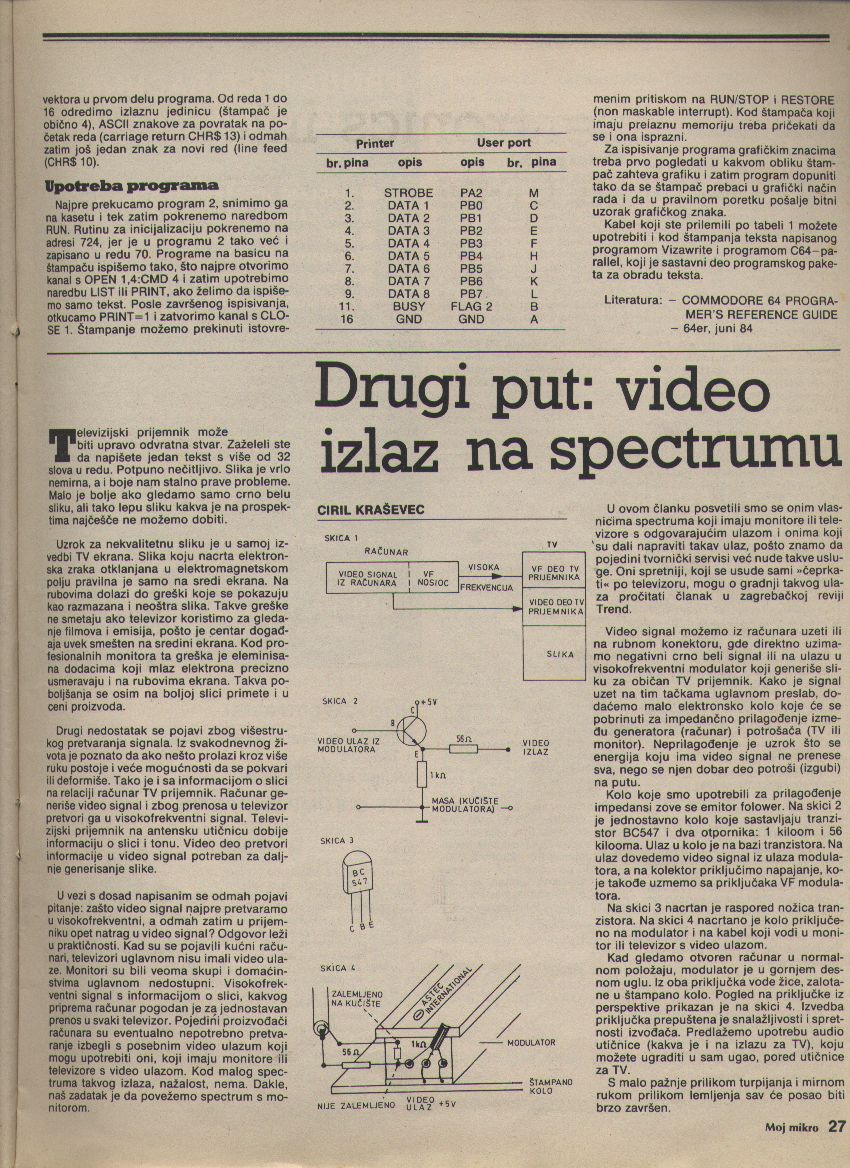 vektora u prvom delu programa. Od reda 1 do
16 odredimo izlaznu jedinicu (štampač je
obično 4), ASCII znakove za povratak na po-
četak reda (carriage return CHR$ 13) i odmah
zatim još jedan znak za novi red (line feed
(CHR$ 10).
Upotreba programa
Najpre prekucamo program 2, snimimo ga
na kasetu i tek zatim pokrenemo naredbom
RUN. Rutinu za inicijalizaciju pokrenemo na
adresi 724, jer je u programu 2 tako već i
zapisano u redu 70. Programe na basicu na
štampaču ispišemo tako, što najpre otvorimo
kanal s OPEN 1,4:CMD 4 i zatim upotrebimo
naredbu LIST ili PRINT, ako želimo da ispiše-
mo samo tekst. Posle završenog ispisivanja,
otkucamo PRINT=1 i zatvorimo kanal s CLO-
SE 1. Štampanje možemo prekinuti istovre-
Printer User port
br. pina opis opis br. pina
1. STROBE PA2 M
2. DATA 1 PB0 C
3. DATA 2 PB1 D
4. DATA 3 PB2 E
5. DATA 4 PB3 F
6. DATA 5 PB4 H
7. DATA 6 PB5 J
8. DATA 7 PB6 K
9. DATA 8 PB7 L
11. BUSY FLAG 2 B
16 GND GND A
menim pritiskom na RUN/STOP i RESTORE
(non maskable interrupt). Kod štampača koji
imaju prelaznu memoriju treba pričekati da
se i ona isprazni.
Za ispisivanje programa grafičkim znacima
treba prvo pogledati u kakvom obliku štam-
pač zahteva grafiku i zatim program dopuniti
tako da se štampač prebaci u grafički način
rada i da u pravilnom poretku pošalje bitni
uzorak grafičkog znaka.
Kabel koji ste prilemili po tabeli 1 možete
upotrebiti i kod štampanja teksta napisanog
programom Vizawrite i programom C64–pa-
rallel, koji je sastavni deo programskog pake-
ta za obradu teksta.
Literatura: – COMMODORE 64 PROGRA-
MER'S REFERENCE GUIDE
– 64er, juni 84
Drugi put: video
izlaz na spectrumu
Televizijski prijemnik može
biti upravo odvratna stvar. Zaželeli ste
da napišete jedan tekst s više od 32
slova u redu. Potpuno nečitljivo. Slika je vrlo
nemirna, a i boje nam stalno prave probleme.
Malo je bolje ako gledamo samo crno belu
sliku, ali tako lepu sliku kakva je na prospek-
tima najčešče ne možemo dobiti.
Uzrok za nekvalitetnu sliku je u samoj iz-
vedbi TV ekrana. Slika koju nacrta elektron-
ska zraka otklanjana u elektromagnetskom
polju pravilna je samo na sredi ekrana. Na
rubovima dolazi do greški koje se pokazuju
kao razmazana i neoštra slika. Takve greške
ne smetaju ako televizor koristimo za gleda-
nje filmova i emisija, pošto je centar događ-
aja uvek smešten na sredini ekrana. Kod pro-
fesionalnih monitora ta greška je eleminisa-
na dodacima koji mlaz elektrona precizno
usmeravaju i na rubovima ekrana. Takva po-
boljšanja se osim na boljoj slici primete i u
ceni proizvoda.
Drugi nedostatak se pojavi zbog višestru-
kog pretvaranja signala. Iz svakodnevnog ži-
vota je poznato da ako nešto prolazi kroz više
ruku postoje i veće mogućnosti da se pokvari
ili deformiše. Tako je i sa informacijom o slici
na relaciji računar TV prijemnik. Računar ge-
neriše video signal i zbog prenosa u televizor
pretvori ga u visokofrekventni signal. Televi-
zijski prijemnik na antensku utičnicu dobije
informaciju o slici i tonu. Video deo pretvori
informacije u video signal potreban za dalj-
nje generisanje slike.
U vezi s dosad napisanim se odmah pojavi
pitanje: zašto video signal najpre pretvaramo
u visokofrekventni, a odmah zatim u prijem-
niku opet natrag u video signal? Odgovor leži
u praktičnosti. Kad su se pojavili kućni raču-
nari, televizori uglavnom nisu imali video ula-
ze. Monitori su bili veoma skupi i domaćin-
stvima uglavnom nedostupni. Visokofrek-
ventni signal s informacijom o slici, kakvog
priprema računar pogodan je za jednostavan
prenos u svaki televizor. Pojedini proizvođači
računara su eventualno nepotrebno pretva-
ranje izbegli s posebnim video ulazum koji
mogu upotrebiti oni, koji imaju monitore ili
televizore s video ulazom. Kod malog spec-
truma takvog izlaza, nažalost, nema. Dakle,
naš zadatak je da povežemo spectrum s mo-
nitorom.
CIRIL KRAŠEVEC
SKICA 1
RAČUNAR
TV
VIDEO SIGNAL
IZ RAČUNARA
VF
NOSIOC
VISOKA
FREKVENCIJA
VF DEO TV
PRIJEMNIKA
VIDEO DEO TV
PRIJEMNIKA
SLIKA
SKICA 2
+5V
C
B
E
VIDEO ULAZ IZ
MODULATORA
56Ω
VIDEO
IZLAZ
1kΩ
MASA (KUĆIŠTE
MODULATORA)
SKICA 3
BC
547
C B E
SKICA 4
ZALEMLJENO
NA KUĆIŠTE
ASTEC
INTERNATIONAL
1kΩ
56Ω
MODULATOR
ŠTAMPANO
KOLO
NIJE ZALEMLJENO
VIDEO
ULAZ
+5V
U ovom članku posvetili smo se onim vlas-
nicima spectruma koji imaju monitore ili tele-
vizore s odgovarajućim ulazom i onima koji
su dali napraviti takav ulaz, pošto znamo da
pojedini tvornički servisi već nude takve uslu-
ge. Oni spretniji, koji se usude sami »čeprka-
ti« po televizoru, mogu o gradnji takvog ula-
za pročitati članak u zagrebačkoj reviji
Trend.
Video signal možemo iz računara uzeti ili
na rubnom konektoru, gde direktno uzima-
mo negativni crno beli signal ili na ulazu u
visokofrekventni modulator koji generiše sli-
ku za običan TV prijemnik. Kako je signal
uzet na tim tačkama uglavnom preslab, do-
daćemo malo elektronsko kolo koje će se
pobrinuti za impedančno prilagođenje izme-
đu generatora (računar) i potrošača (TV ili
monitor). Neprilagođenje je uzrok što se
energija koju ima video signal ne prenese
sva, nego se njen dobar deo potroši (izgubi)
na putu.
Kolo koje smo upotrebili za prilagođenje
impedansi zove se emitor folower. Na skici 2
je jednostavno kolo koje sastavljaju tranzi-
stor BC547 i dva otpornika: 1 kiloom i 56
kilooma. Ulaz u kolo je na bazi tranzistora. Na
ulaz dovedemo video signal iz ulaza modula-
tora, a na kolektor priključimo napajanje, ko-
je takođe uzmemo sa priključaka VF modula-
tora.
Na skici 3 nacrtan je raspored nožica tran-
zistora. Na skici 4 nacrtano je kolo priključe-
no na modulator i na kabel koji vodi u moni-
tor ili televizor s video ulazom.
Kad gledamo otvoren računar u normal-
nom položaju, modulator je u gornjem des-
nom uglu. Iz oba priključka vode žice, zalota-
ne u štampano kolo. Pogled na priključke iz
perspektive prikazan je na skici 4. Izvedba
priključka prepuštena je snalažljivosti i spret-
nosti izvođača. Predlažemo upotrebu audio
utičnice (kakva je i na izlazu za TV), koju
možete ugraditi u sam ugao, pored utičnice
za TV.
S malo pažnje prilikom turpijanja i mirnom
rukom prilikom lemljenja sav će posao biti
brzo završen.
Moj mikro 27